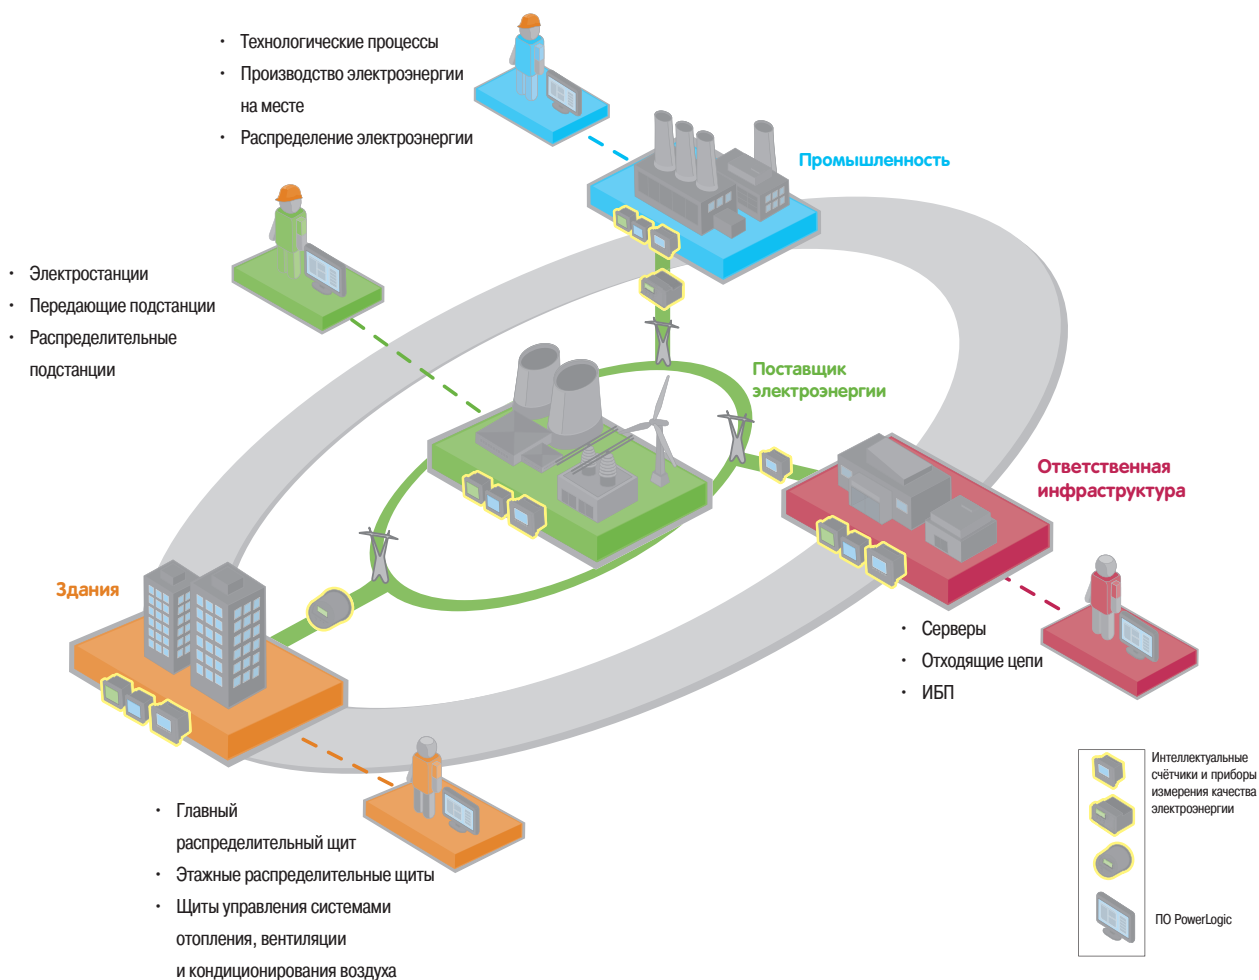 • Технологические процессы
• Производство электроэнергии
на месте
• Распределение электроэнергии
Промышленность
• Электростанции
• Передающие подстанции
• Распределительные
подстанции
Поставщик
электроэнергии
Ответственная
инфраструктура
Здания
• Серверы
• Отходящие цепи
• ИБП
• Главный
распределительный щит
• Этажные распределительные щиты
• Щиты управления системами
отопления, вентиляции
и кондиционирования воздуха
Интеллектуальные
счётчики и приборы
измерения качества
электроэнергии
ПО PowerLogic